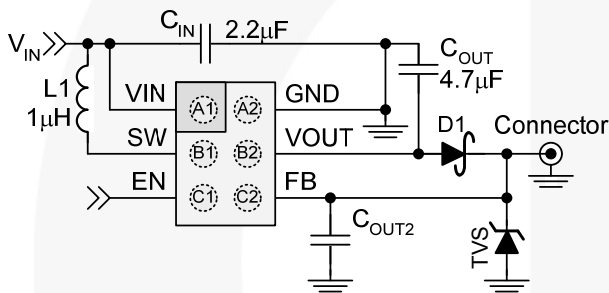 C_IN 2.2μF
V_IN
C_OUT
4.7μF
L1
1μH
VIN A1 A2 GND
D1 Connector
SW B1 B2 VOUT
EN C1 C2 FB
C_OUT2
TVS